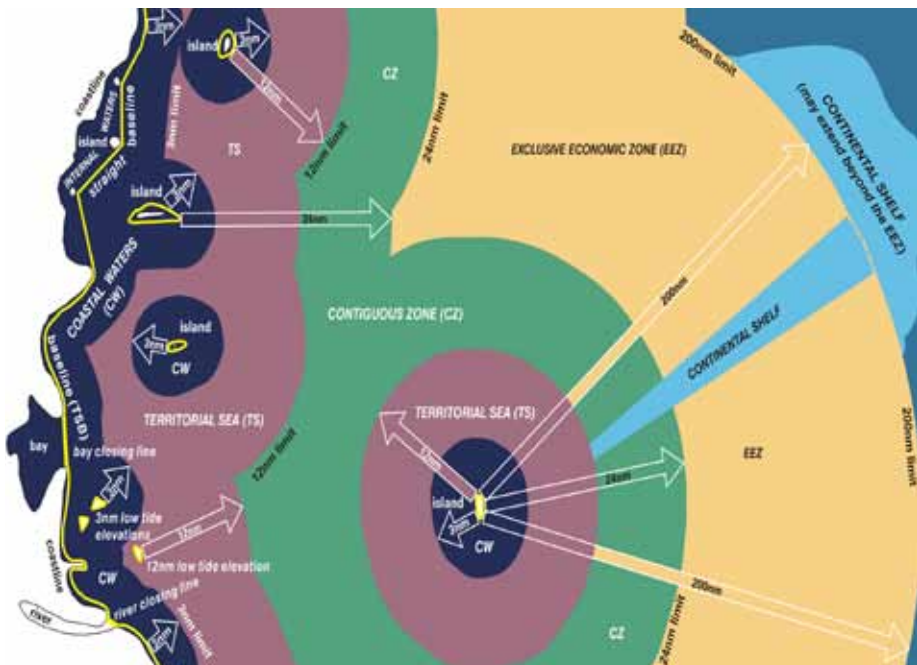 3nm
island
3nm
12nm
CZ
200nm limit
coastline
INTERNAL WATERS
island
straight baseline
3nm limit
TS
12nm limit
24nm limit
EXCLUSIVE ECONOMIC ZONE (EEZ)
CONTINENTAL SHELF
(may extend beyond the EEZ)
island
3nm
24nm
COASTAL WATERS
(CW)
200nm
CONTIGUOUS ZONE (CZ)
island
3nm
CW
CONTINENTAL SHELF
baseline (TSB)
TERRITORIAL SEA (TS)
TERRITORIAL SEA (TS)
12nm
200nm limit
bay
bay closing line
12nm limit
EEZ
3nm
24nm
island
3nm low tide
elevations
12nm
3nm
CW
coastline
12nm low tide elevation
CW
200nm
river
river closing line
3nm
3nm limit
CZ
24nm limit